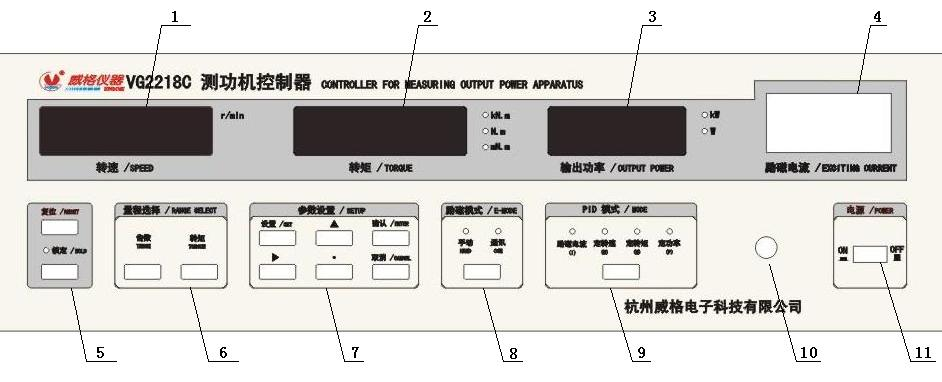 1 2 3 4
威格仪器 VG2218C 测功机控制器 CONTROLLER FOR MEASURING OUTPUT POWER APPARATUS
r/min
kN.m
N.m
mN.m
kW
W
转速 /SPEED
转矩 /TORQUE
输出功率 /OUTPUT POWER
励磁电流 /EXCITING CURRENT
复位 /RESET
锁定 /HOLD
量程选择 /RANGE SELECT
齿数
转矩
TORQUE
参数设置 /SETUP
设置 /SET
▲
确认 /ENTER
▶
取消 /CANCEL
励磁模式 /E-MODE
手动
通讯
HAND
COM
PID 模式 /MODE
励磁电流 定转速 定转矩 定功率
电源 /POWER
ON
OFF
杭州威格电子科技有限公司
5 6 7 8 9 10 11